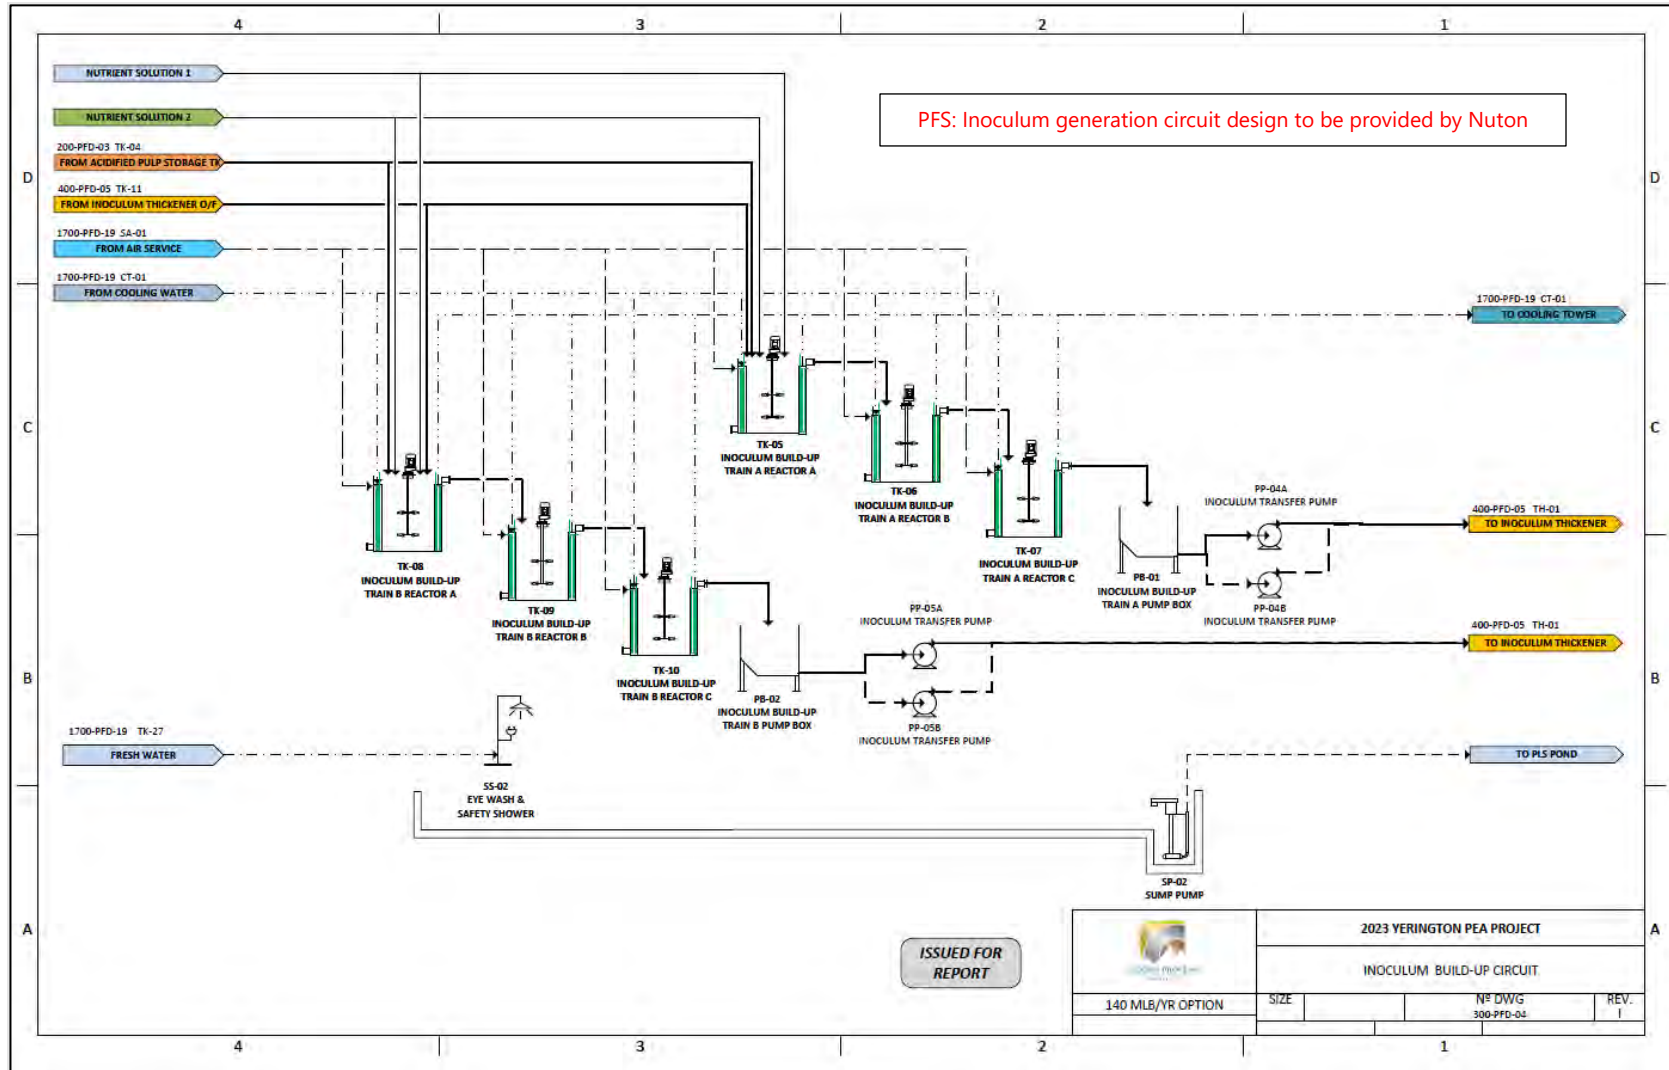 4 3 2 1
NUTRIENT SOLUTION 1
PFS: Inoculum generation circuit design to be provided by Nuton
NUTRIENT SOLUTION 2
200-PFD-03 TK-04
FROM ACIDIFIED PULP STORAGE TK
D D
400-PFD-05 TK-11
FROM INOCULUM THICKENER O/F
1700-PFD-19 SA-01
FROM AIR SERVICE
1700-PFD-19 CT-01
FROM COOLING WATER
1700-PFD-19 CT-01
TO COOLING TOWER
C C
TK-05
INOCULUM BUILD-UP
TRAIN A REACTOR A
TK-06
INOCULUM BUILD-UP
TRAIN A REACTOR B
TK-07
INOCULUM BUILD-UP
TRAIN A REACTOR C
PP-04A
INOCULUM TRANSFER PUMP
400-PFD-05 TH-01
TO INOCULUM THICKENER
PB-01
INOCULUM BUILD-UP
TRAIN A PUMP BOX
PP-04B
INOCULUM TRANSFER PUMP
TK-08
INOCULUM BUILD-UP
TRAIN B REACTOR A
TK-09
INOCULUM BUILD-UP
TRAIN B REACTOR B
TK-10
INOCULUM BUILD-UP
TRAIN B REACTOR C
PP-05A
INOCULUM TRANSFER PUMP
400-PFD-05 TH-01
TO INOCULUM THICKENER
B B
PB-02
INOCULUM BUILD-UP
TRAIN B PUMP BOX
PP-05B
INOCULUM TRANSFER PUMP
1700-PFD-19 TK-27
FRESH WATER
TO PLS POND
SS-02
EYE WASH &
SAFETY SHOWER
SP-02
SUMP PUMP
A A
ISSUED FOR
REPORT
2023 YERINGTON PEA PROJECT
INOCULUM BUILD-UP CIRCUIT
140 MLB/YR OPTION
SIZE
Nº DWG
300-PFD-04
REV.
I
4 3 2 1